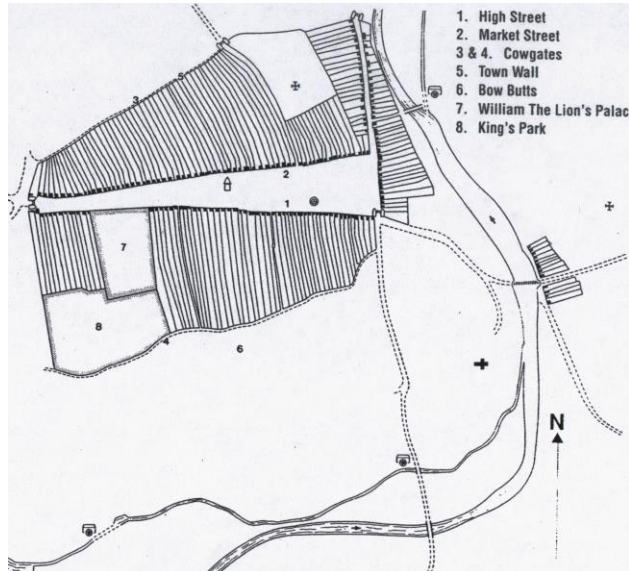 1. High Street
2. Market Street
3 & 4. Cowgates
5. Town Wall
6. Bow Butts
7. William The Lion's Palac
8. King's Park
3
5
2
1
7
8
4
6
N